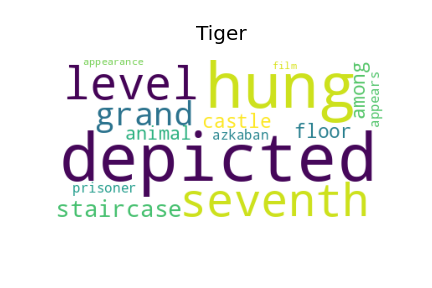 Tiger
appearance
film
level
hung
among
appears
grand
castle
animal
azkaban
floor
depicted
prisoner
staircase
seventh